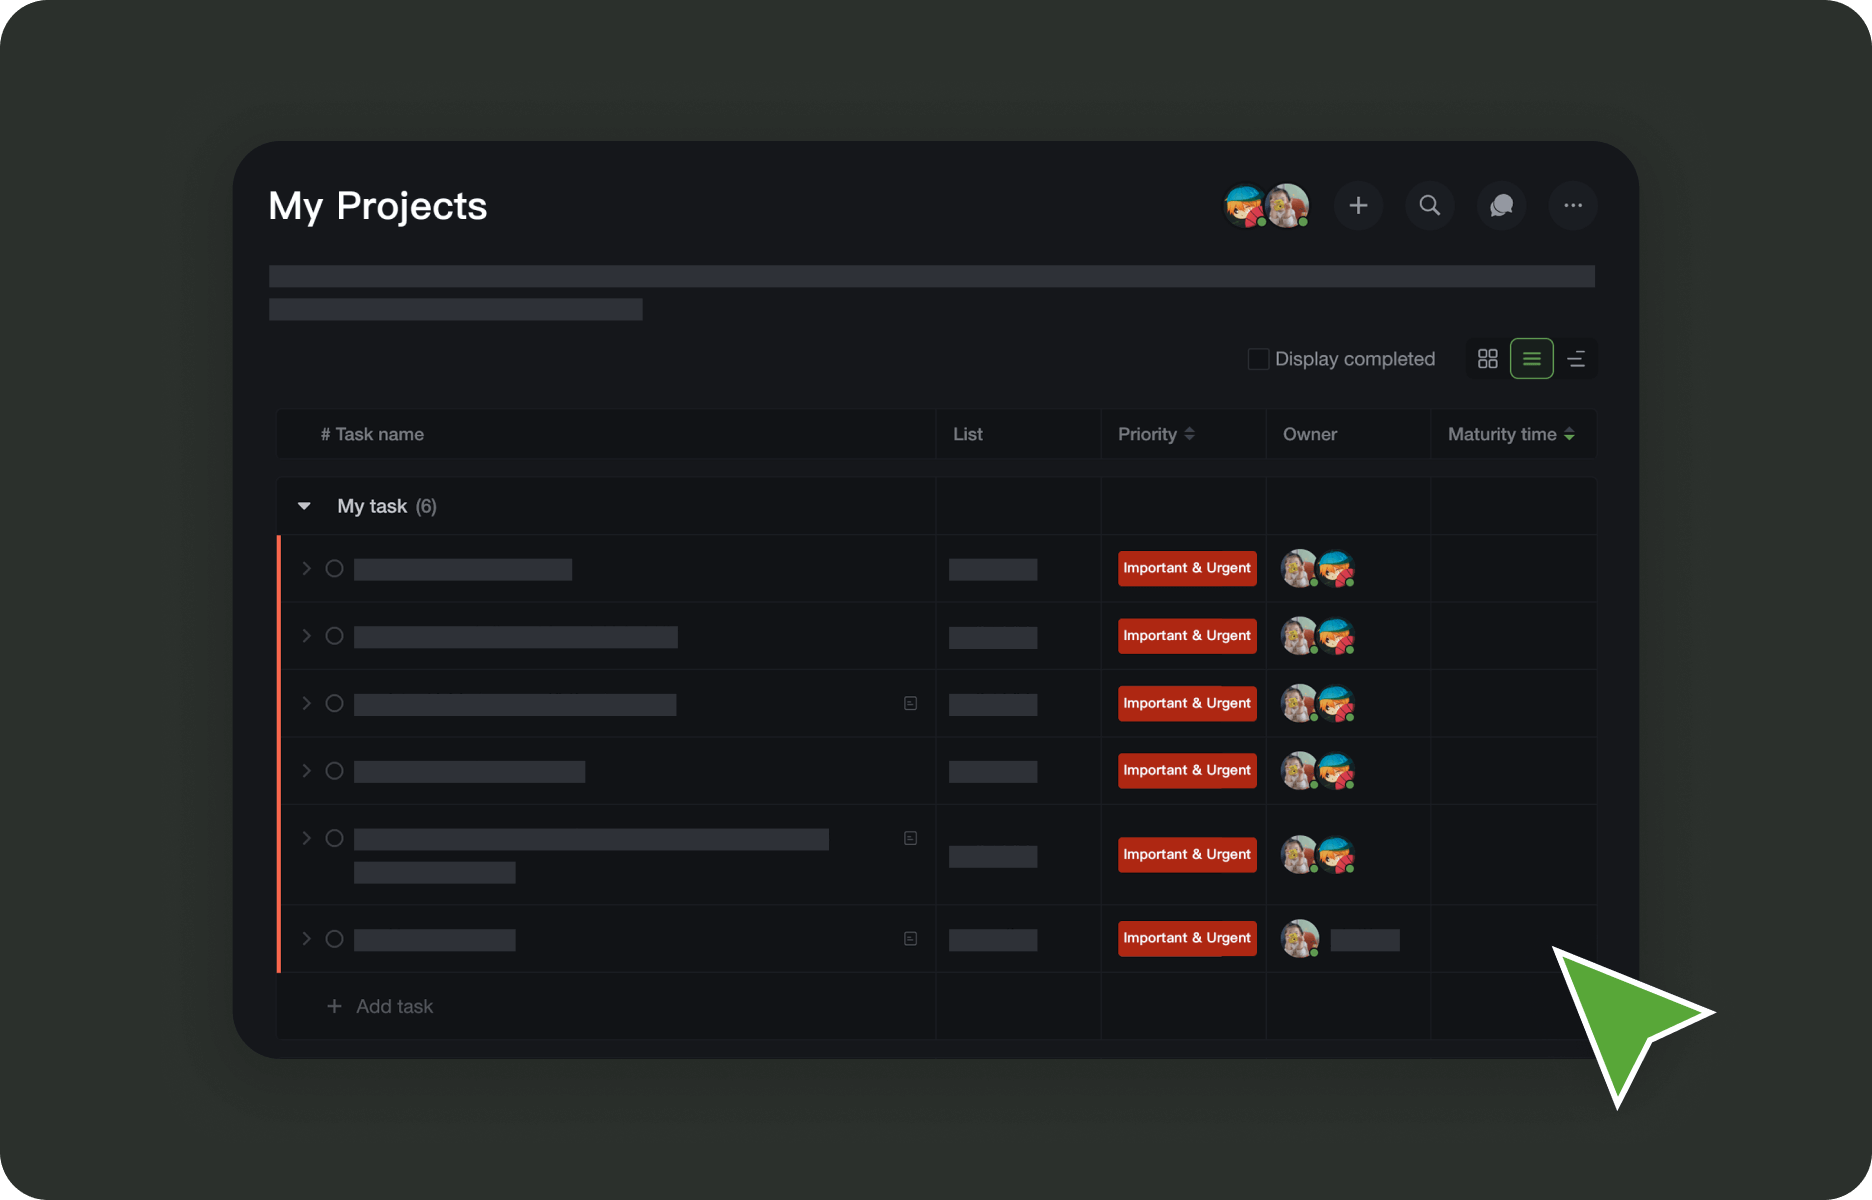 My Projects
Display completed
# Task name List Priority Owner Maturity time
My task (6)
Important & Urgent
Important & Urgent
Important & Urgent
Important & Urgent
Important & Urgent
Important & Urgent
+ Add task